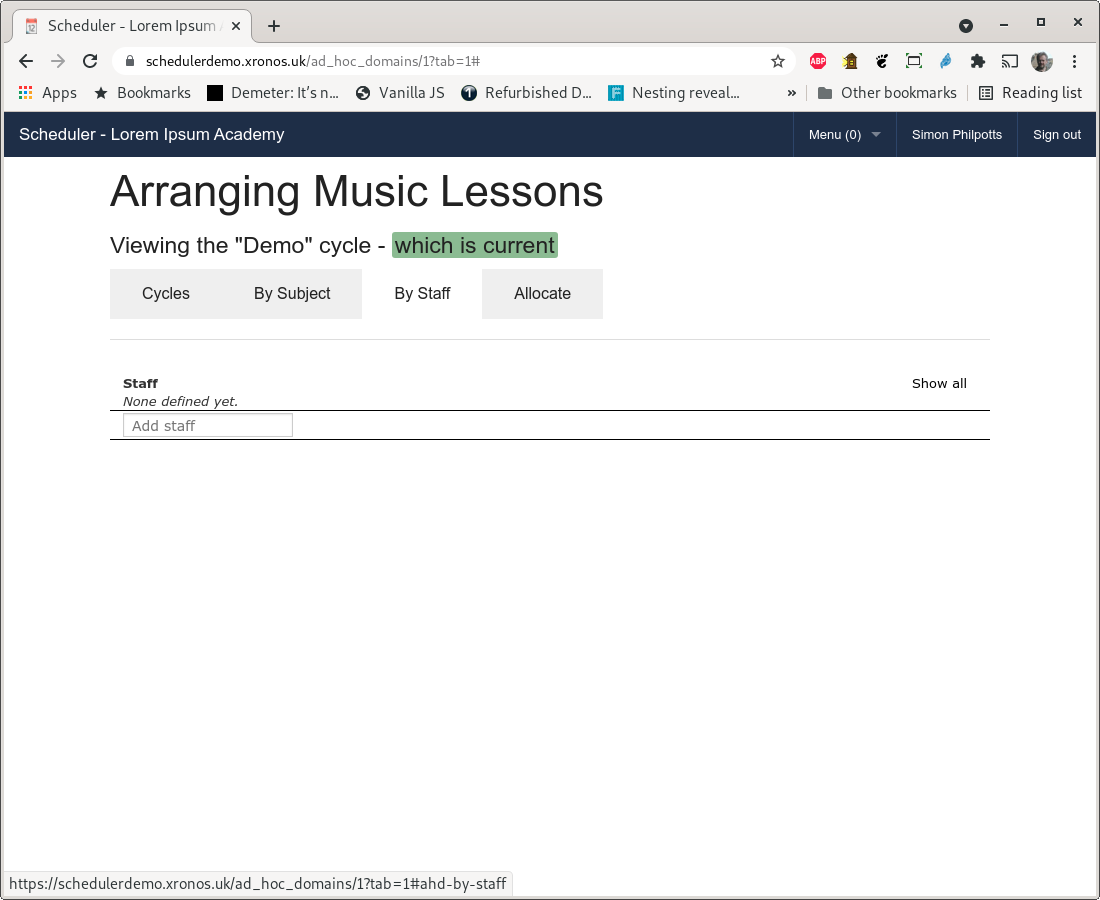 Scheduler - Lorem Ipsum
schedulerdemo.xronos.uk/ad_hoc_domains/1?tab=1#
ABP
Apps Bookmarks Demeter: It's n... Vanilla JS Refurbished D... Nesting reveal... » Other bookmarks Reading list
Scheduler - Lorem Ipsum Academy Menu (0) Simon Philpotts Sign out
Arranging Music Lessons
Viewing the "Demo" cycle - which is current
Cycles By Subject By Staff Allocate
Staff Show all
None defined yet.
Add staff
https://schedulerdemo.xronos.uk/ad_hoc_domains/1?tab=1#ahd-by-staff